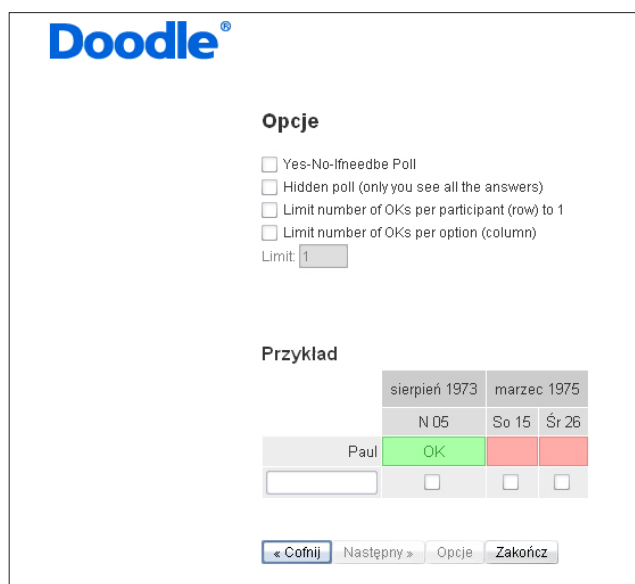 Doodle®
Opcje
Yes-No-Ifneedbe Poll
Hidden poll (only you see all the answers)
Limit number of OKs per participant (row) to 1
Limit number of OKs per option (column)
Limit: 1
Przykład
sierpień 1973 marzec 1975
N 05 So 15 Śr 26
Paul OK
« Cofnij Następny » Opcje Zakończ